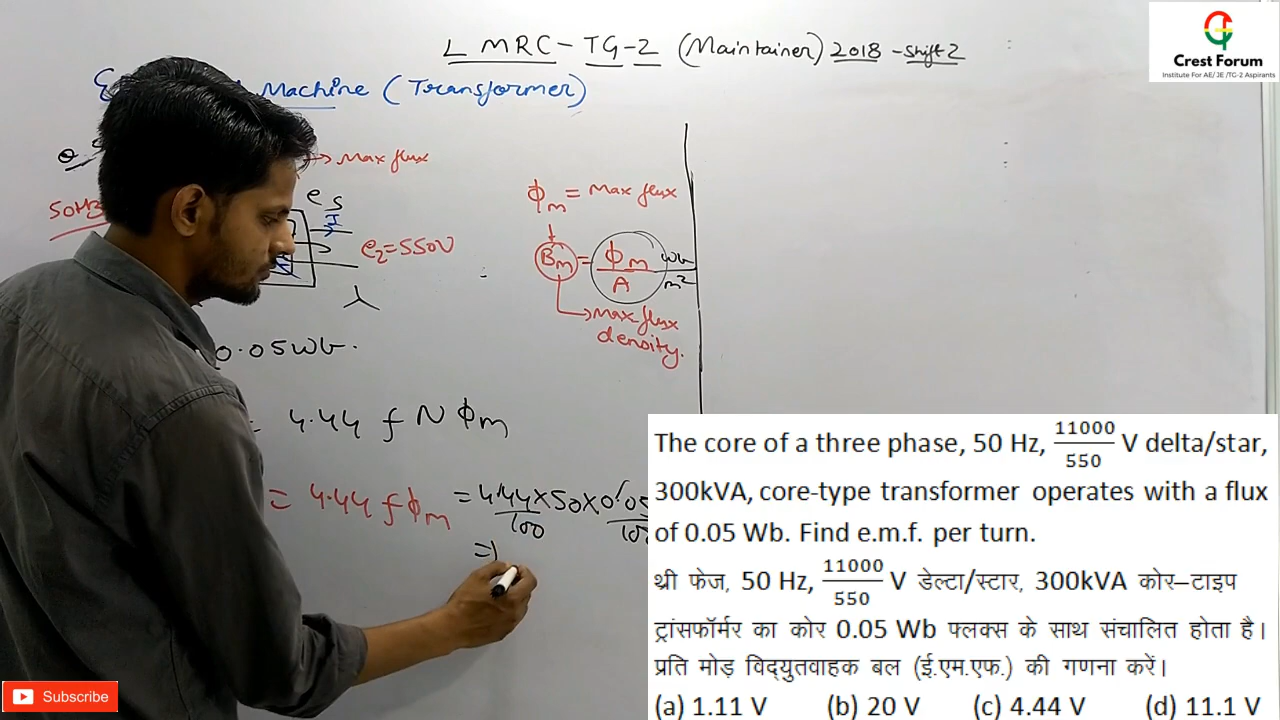 L MRC - TG-2 (Maintainer) 2018 - Shift 2
Crest Forum
Institute For AE/ JE /TG-2 Aspirants
Machine (Transformer)
→ Max flux
50Hz
e₂=550V
0.05Wb.
ϕm = Max flux
Bm = ϕm/A Wb/m²
→ Max flux
density.
= 4.44 f N ϕm
= 4.44 f ϕm = 4.44×50×0.05
100 100
The core of a three phase, 50 Hz, 11000/550 V delta/star,
300kVA, core-type transformer operates with a flux
of 0.05 Wb. Find e.m.f. per turn.
थ्री फेज, 50 Hz, 11000/550 V डेल्टा/स्टार, 300kVA कोर–टाइप
ट्रांसफॉर्मर का कोर 0.05 Wb फ्लक्स के साथ संचालित होता है।
प्रति मोड़ विद्युतवाहक बल (ई.एम.एफ.) की गणना करें।
(a) 1.11 V (b) 20 V (c) 4.44 V (d) 11.1 V
Subscribe